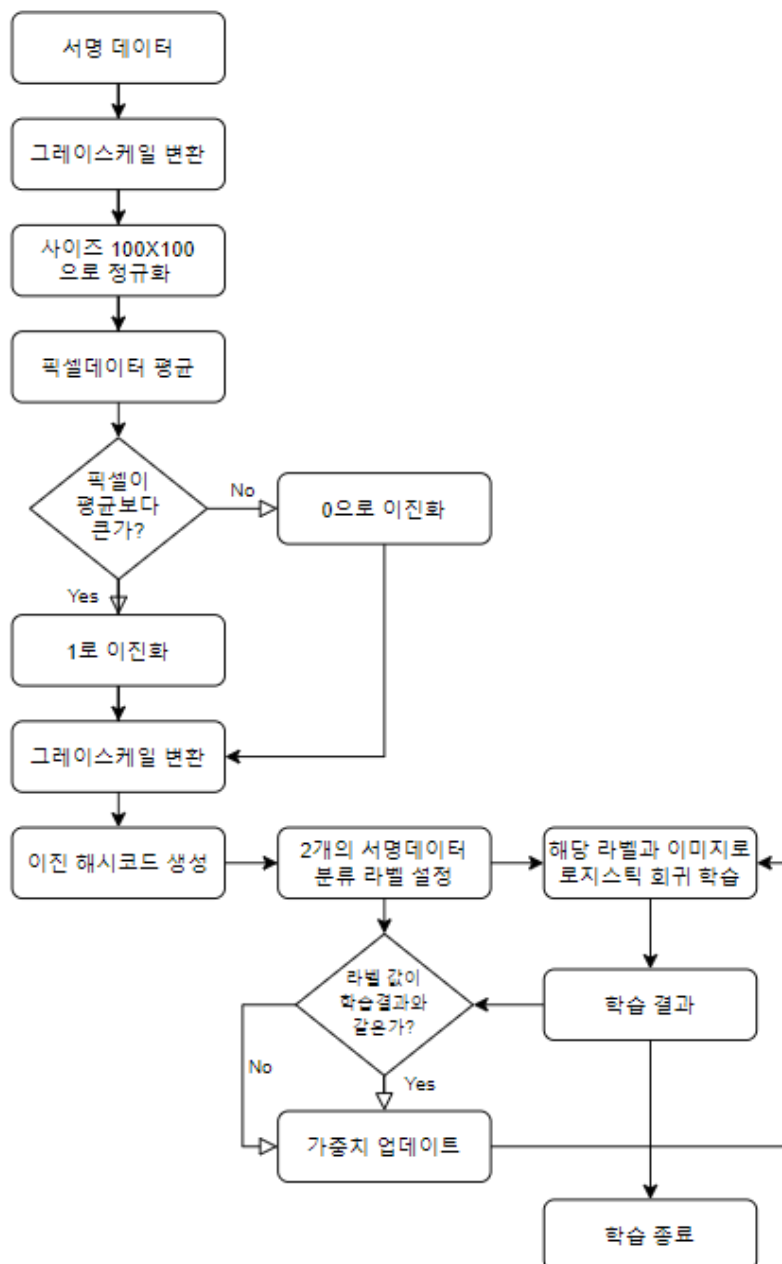 서명 데이터
그레이스케일 변환
사이즈 100X100
으로 정규화
픽셀데이터 평균
픽셀이
평균보다
큰가?
No
0으로 이진화
Yes
1로 이진화
그레이스케일 변환
이진 해시코드 생성
2개의 서명데이터
분류 라벨 설정
해당 라벨과 이미지로
로지스틱 회귀 학습
라벨 값이
학습결과와
같은가?
학습 결과
No
Yes
가중치 업데이트
학습 종료